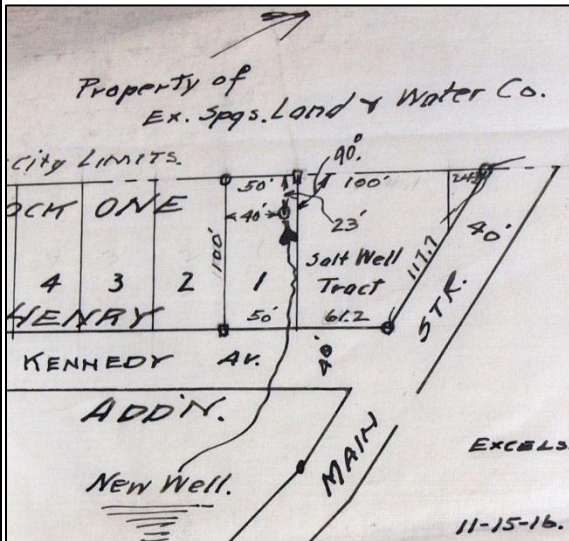 Property of
Ex. Spgs. Land & Water Co.
City LIMITS.
90°
50' 100' 24.5
OCK ONE
40' 23'
100'
Salt Well
Tract
117.7
40'
4 3 2 1
50' 61.2
HENRY
STR.
KENNEDY AV. 40'
ADD'N.
MAIN
EXCELS
New Well.
11-15-16.